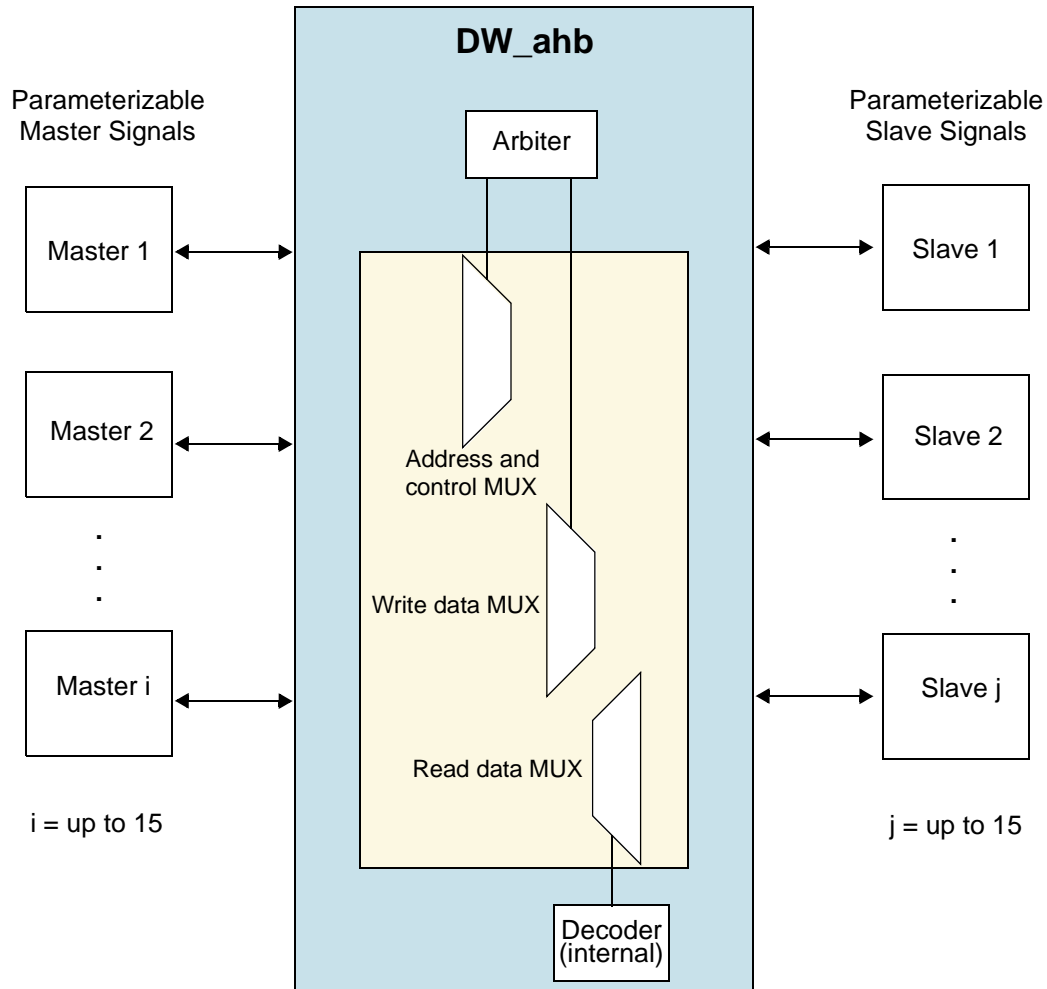 DW_ahb
Parameterizable
Master Signals
Parameterizable
Slave Signals
Arbiter
Master 1
Slave 1
Master 2
Slave 2
Address and
control MUX
.
.
.
.
.
.
Write data MUX
Master i
Slave j
Read data MUX
i = up to 15
j = up to 15
Decoder
(internal)